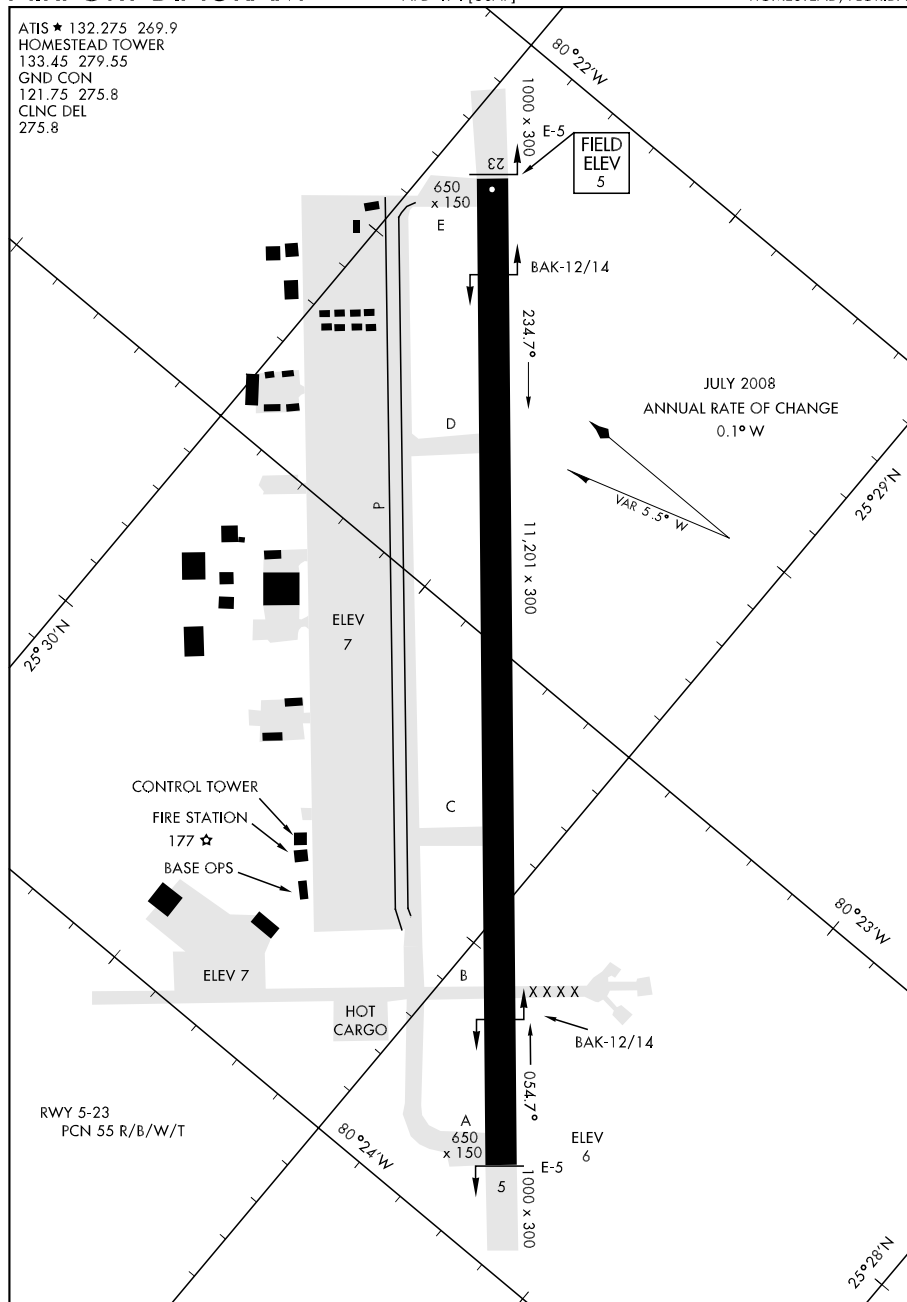 ATIS ★ 132.275 269.9
HOMESTEAD TOWER
133.45 279.55
GND CON
121.75 275.8
CLNC DEL
275.8
80°22'W
1000 x 300
E-5
FIELD
ELEV
5
23
650
x 150
E
BAK-12/14
234.7°
JULY 2008
ANNUAL RATE OF CHANGE
0.1° W
D
VAR 5.5° W
25°29'N
P
11,201 x 300
ELEV
7
25°30'N
CONTROL TOWER
FIRE STATION
177
BASE OPS
C
80°23'W
ELEV 7
B
X X X X
HOT
CARGO
BAK-12/14
054.7°
RWY 5-23
PCN 55 R/B/W/T
80°24'W
A
650
x 150
ELEV
6
E-5
5
1000 x 300
25°28'N